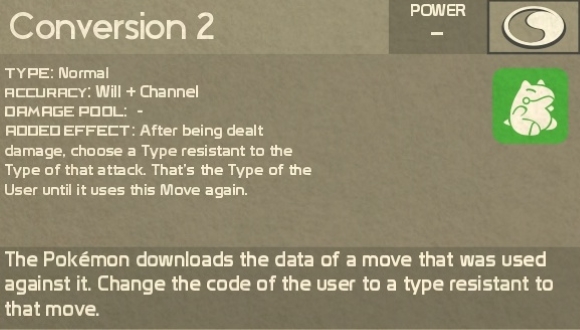 Conversion 2
POWER
–
TYPE: Normal
ACCURACY: Will + Channel
DAMAGE POOL: -
ADDED EFFECT: After being dealt
damage, choose a Type resistant to the
Type of that attack. That's the Type of the
User until it uses this Move again.
The Pokémon downloads the data of a move that was used
against it. Change the code of the user to a type resistant to
that move.